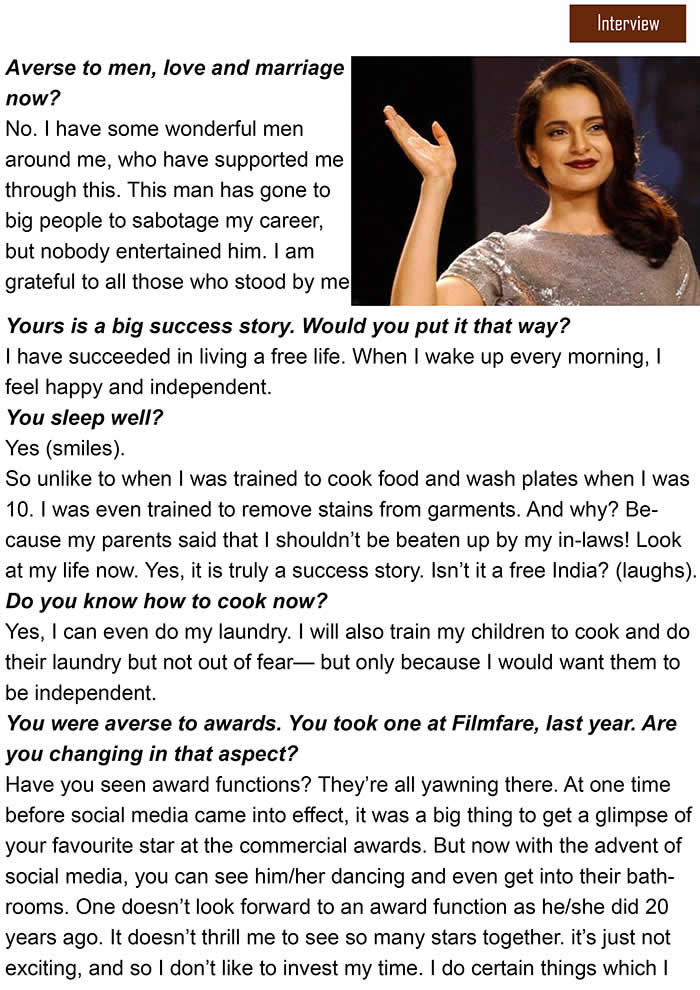 Interview
Averse to men, love and marriage
now?
No. I have some wonderful men
around me, who have supported me
through this. This man has gone to
big people to sabotage my career,
but nobody entertained him. I am
grateful to all those who stood by me
Yours is a big success story. Would you put it that way?
I have succeeded in living a free life. When I wake up every morning, I
feel happy and independent.
You sleep well?
Yes (smiles).
So unlike to when I was trained to cook food and wash plates when I was
10. I was even trained to remove stains from garments. And why? Be-
cause my parents said that I shouldn’t be beaten up by my in-laws! Look
at my life now. Yes, it is truly a success story. Isn’t it a free India? (laughs).
Do you know how to cook now?
Yes, I can even do my laundry. I will also train my children to cook and do
their laundry but not out of fear— but only because I would want them to
be independent.
You were averse to awards. You took one at Filmfare, last year. Are
you changing in that aspect?
Have you seen award functions? They’re all yawning there. At one time
before social media came into effect, it was a big thing to get a glimpse of
your favourite star at the commercial awards. But now with the advent of
social media, you can see him/her dancing and even get into their bath-
rooms. One doesn’t look forward to an award function as he/she did 20
years ago. It doesn’t thrill me to see so many stars together. it’s just not
exciting, and so I don’t like to invest my time. I do certain things which I